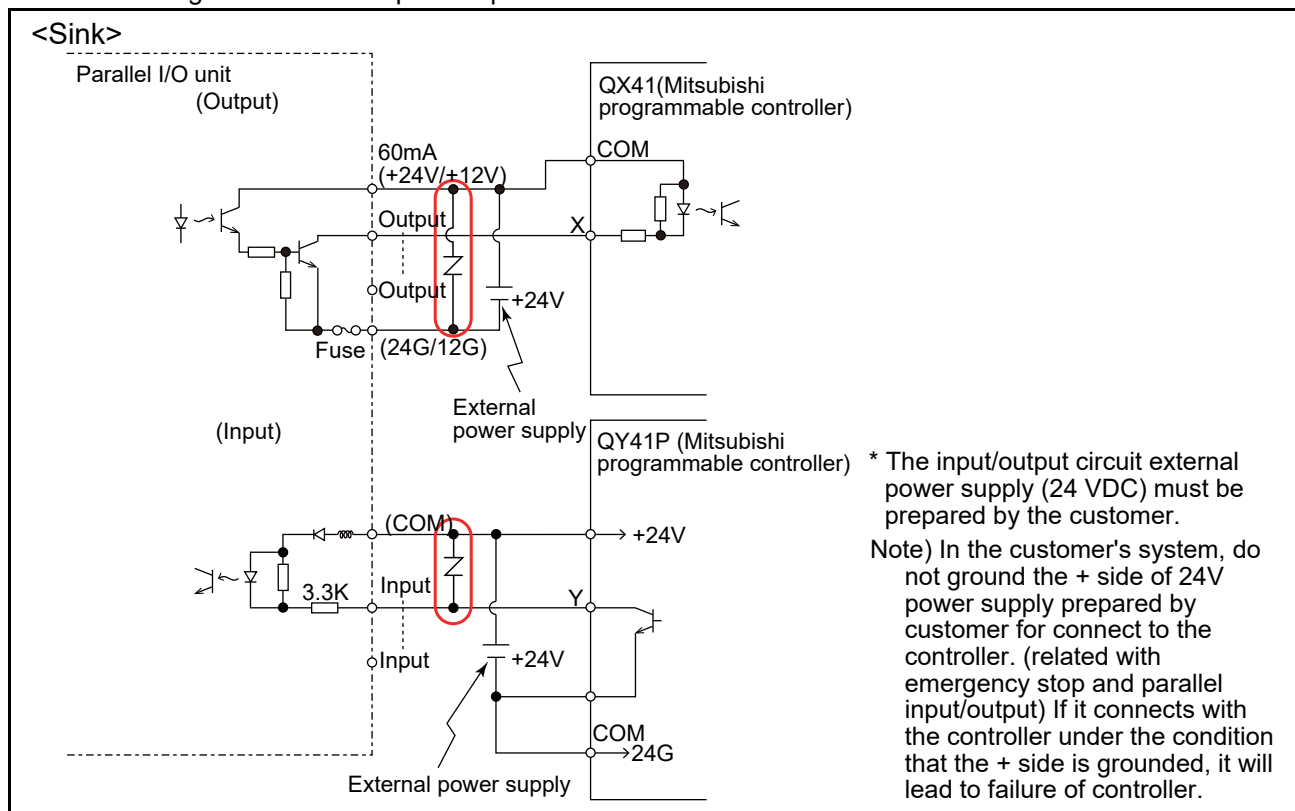 <Sink>
Parallel I/O unit
(Output)
QX41(Mitsubishi
programmable controller)
60mA
(+24V/+12V)
COM
Output
X
Output
+24V
Fuse
(24G/12G)
External
power supply
(Input)
QY41P (Mitsubishi
programmable controller)
(COM)
+24V
Input
3.3K
Y
Input
+24V
COM
24G
External power supply
* The input/output circuit external
power supply (24 VDC) must be
prepared by the customer.
Note) In the customer's system, do
not ground the + side of 24V
power supply prepared by
customer for connect to the
controller. (related with
emergency stop and parallel
input/output) If it connects with
the controller under the condition
that the + side is grounded, it will
lead to failure of controller.